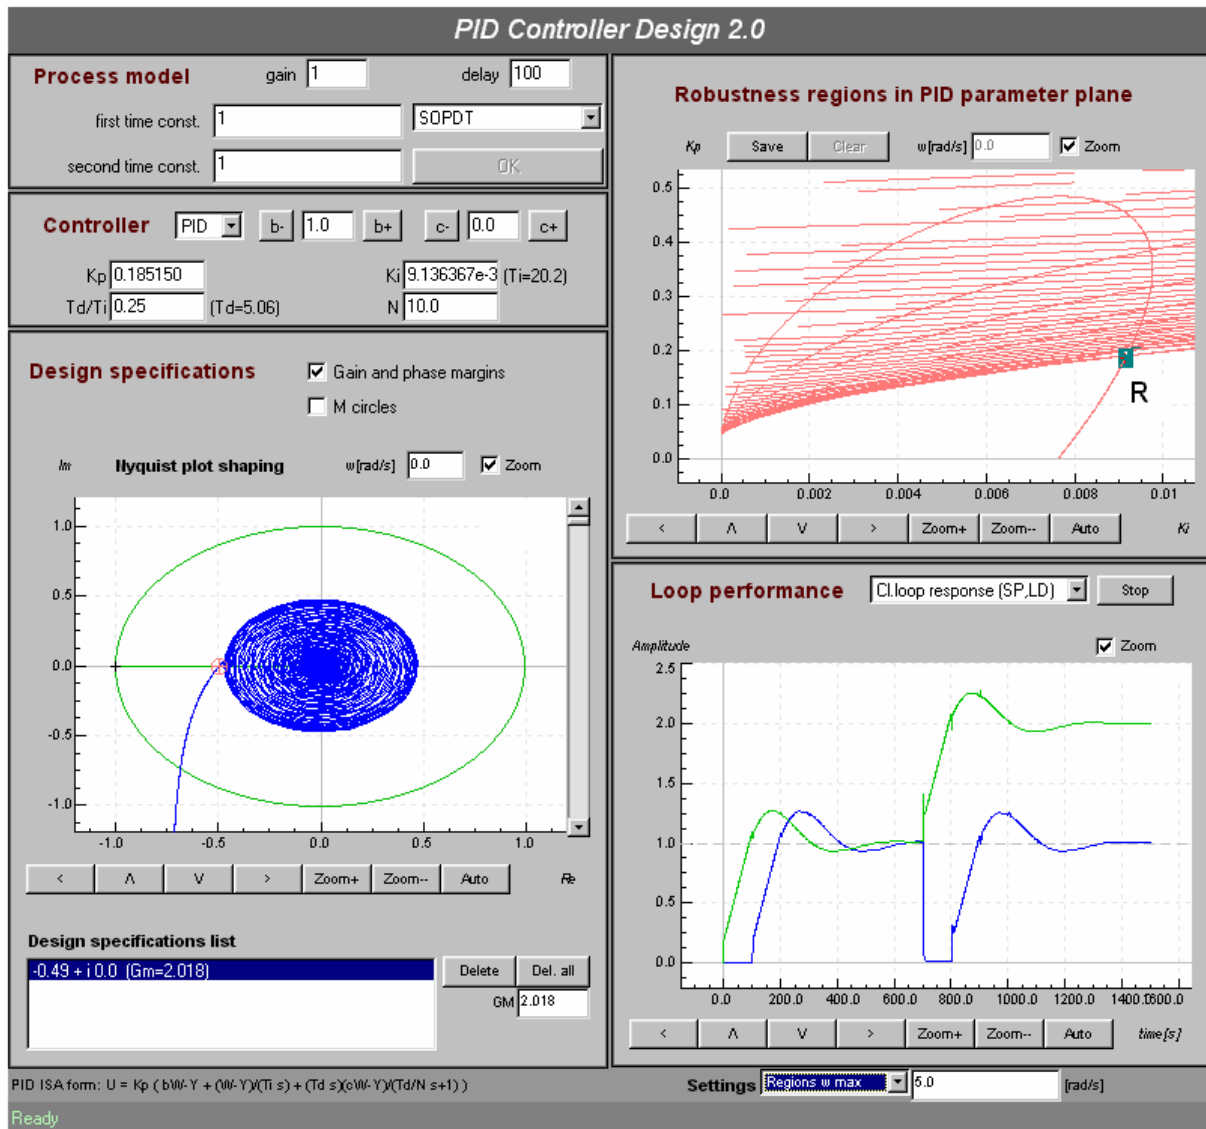 PID Controller Design 2.0
Process model gain 1 delay 100
first time const. 1 SOPDT
second time const. 1 OK
Controller PID b- 1.0 b+ c- 0.0 c+
Kp 0.185150 Ki 9.136367e-3 (Ti=20.2)
Td/Ti 0.25 (Td=5.06) N 10.0
Design specifications Gain and phase margins
M circles
Im Nyquist plot shaping w[rad/s] 0.0 Zoom
1.0
0.5
0.0
-0.5
-1.0
-1.0 -0.5 0.0 0.5 1.0
< Λ V > Zoom+ Zoom-- Auto Re
Design specifications list
-0.49 + i 0.0 (Gm=2.018)
Delete Del. all
GM 2.018
Robustness regions in PID parameter plane
Kp Save Clear w[rad/s] 0.0 Zoom
0.5
0.4
0.3
0.2
R
0.1
0.0
0.0 0.002 0.004 0.006 0.008 0.01
< Λ V > Zoom+ Zoom-- Auto Ki
Loop performance Cl.loop response (SP,LD) Stop
Amplitude Zoom
2.5
2.0
1.5
1.0
0.5
0.0
0.0 200.0 400.0 600.0 800.0 1000.0 1200.0 1400.0 1600.0
< Λ V > Zoom+ Zoom-- Auto time[s]
PID ISA form: U = Kp ( bW-Y + (W-Y)/(Ti s) + (Td s)(cW-Y)/(Td/N s+1) )
Settings Regions w max 5.0 [rad/s]
Ready